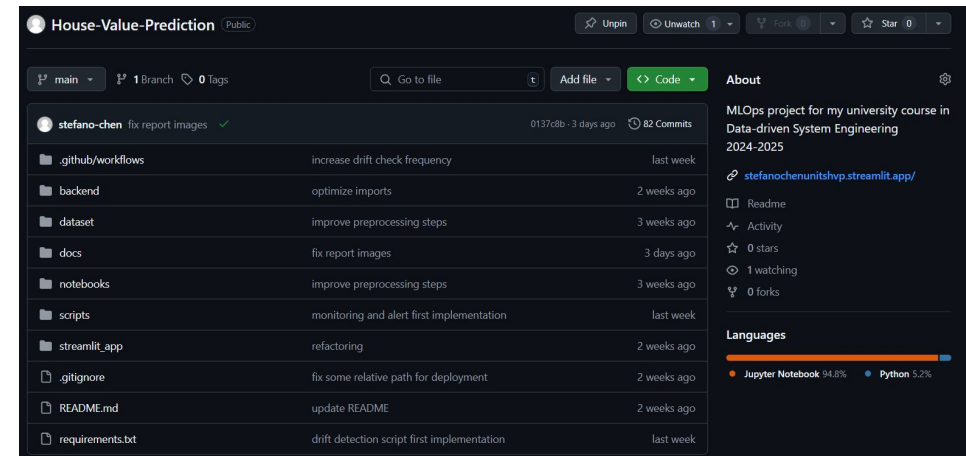 House-Value-Prediction Public
Unpin Unwatch 1 Fork 0 Star 0
main 1 Branch 0 Tags Go to file t Add file Code
stefano-chen fix report images 0137c8b · 3 days ago 82 Commits
.github/workflows increase drift check frequency last week
backend optimize imports 2 weeks ago
dataset improve preprocessing steps 3 weeks ago
docs fix report images 3 days ago
notebooks improve preprocessing steps 3 weeks ago
scripts monitoring and alert first implementation last week
streamlit_app refactoring 2 weeks ago
.gitignore fix some relative path for deployment 2 weeks ago
README.md update README 2 weeks ago
requirements.txt drift detection script first implementation last week
About
MLOps project for my university course in
Data-driven System Engineering
2024-2025
stefanochenunitshvp.streamlit.app/
Readme
Activity
0 stars
1 watching
0 forks
Languages
Jupyter Notebook 94.8% Python 5.2%